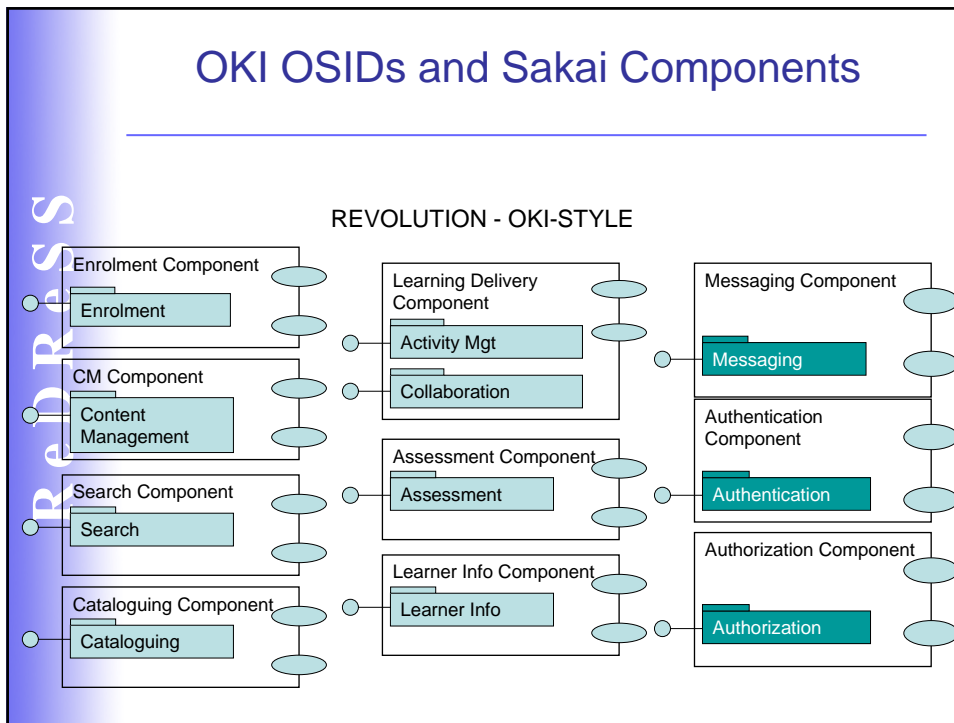 OKI OSIDs and Sakai Components
ReDReSS
REVOLUTION - OKI-STYLE
Enrolment Component
Enrolment
CM Component
Content
Management
Search Component
Search
Cataloguing Component
Cataloguing
Learning Delivery
Component
Activity Mgt
Collaboration
Assessment Component
Assessment
Learner Info Component
Learner Info
Messaging Component
Messaging
Authentication
Component
Authentication
Authorization Component
Authorization